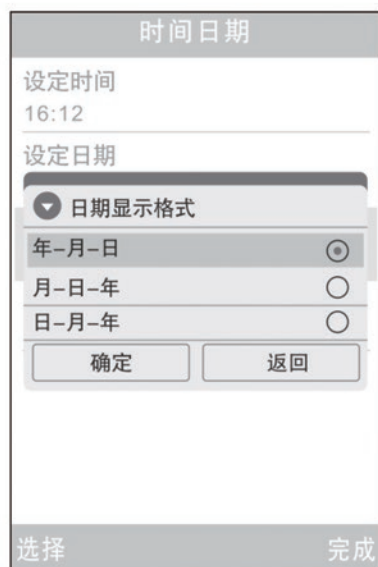 时间日期
设定时间
16:12
设定日期
日期显示格式
年-月-日
月-日-年
日-月-年
确定 返回
选择 完成